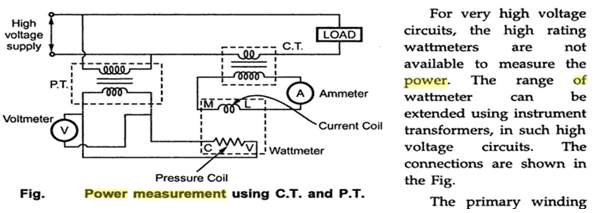 High
voltage
supply
LOAD
C.T.
P.T.
A
Ammeter
M
L
Voltmeter
V
Current Coil
C
V
Wattmeter
Pressure Coil
Fig. Power measurement using C.T. and P.T.
For very high voltage
circuits, the high rating
wattmeters are not
available to measure the
power. The range of
wattmeter can be
extended using instrument
transformers, in such high
voltage circuits. The
connections are shown in
the Fig.
The primary winding